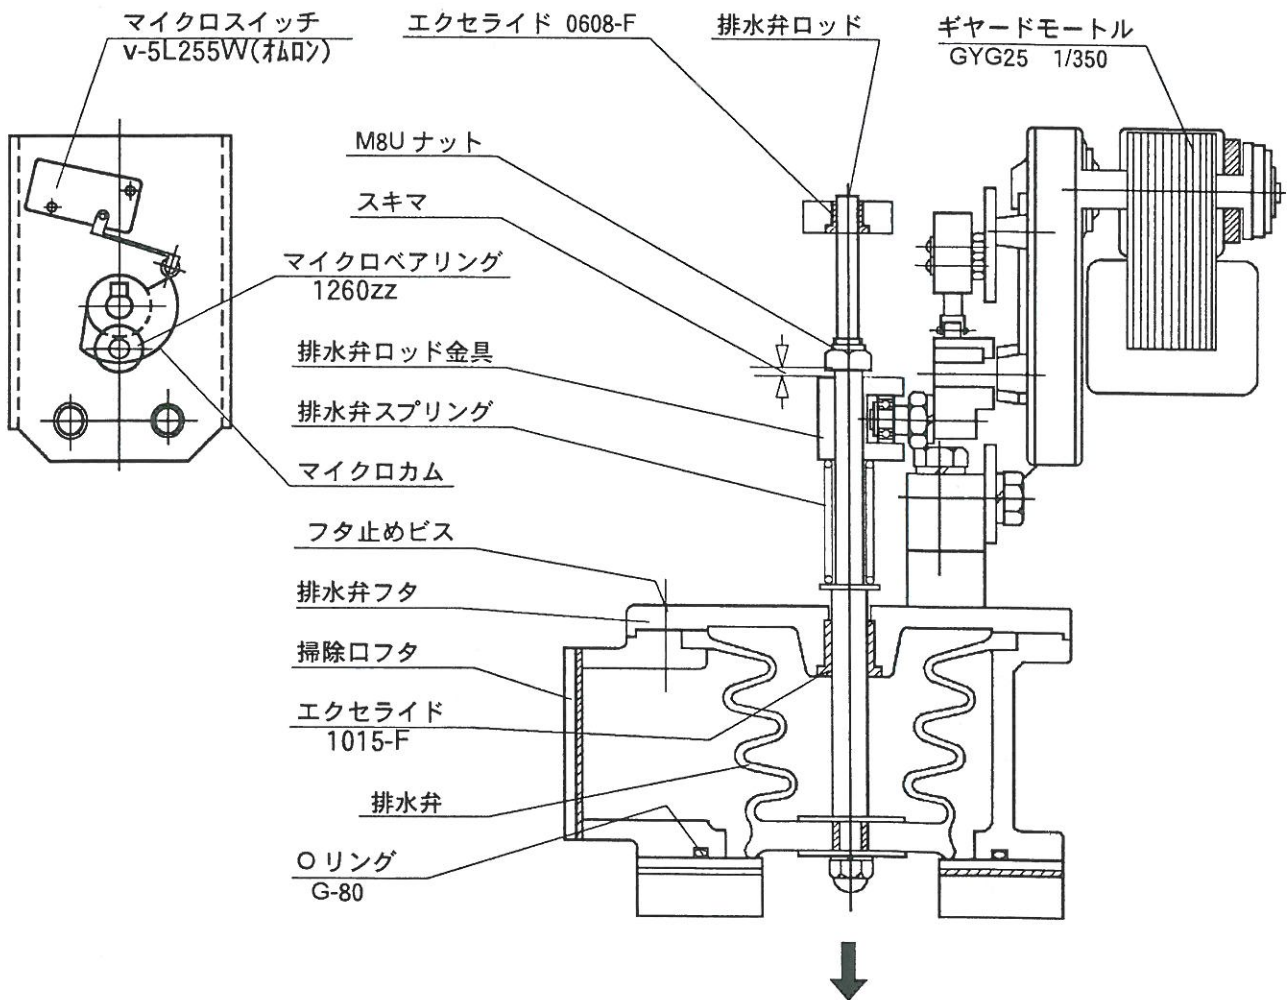 マイクロスイッチ
v-5L255W(オムロン)
エクセライド 0608-F
排水弁ロッド
ギヤードモートル
GYG25 1/350
M8U ナット
スキマ
マイクロベアリング
1260zz
排水弁ロッド金具
排水弁スプリング
マイクロカム
フタ止めビス
排水弁フタ
掃除口フタ
エクセライド
1015-F
排水弁
O リング
G-80